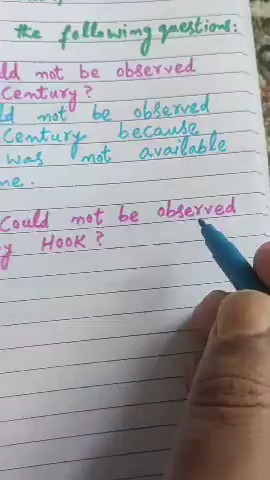 the following questions:
ld not be observed
Century?
ld not be observed
Century because
was not available
me.
Could not be observed
y HOOK?